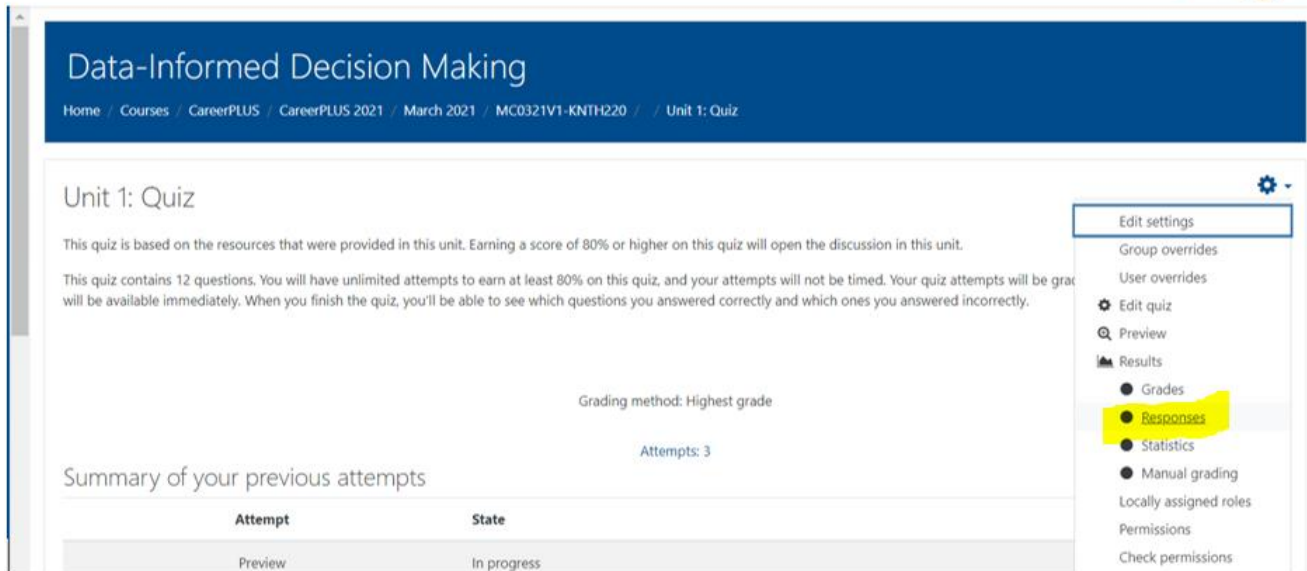 Data-Informed Decision Making
Home / Courses / CareerPLUS / CareerPLUS 2021 / March 2021 / MC0321V1-KNTH220 / / Unit 1: Quiz
Unit 1: Quiz
This quiz is based on the resources that were provided in this unit. Earning a score of 80% or higher on this quiz will open the discussion in this unit.
This quiz contains 12 questions. You will have unlimited attempts to earn at least 80% on this quiz, and your attempts will not be timed. Your quiz attempts will be
will be available immediately. When you finish the quiz, you'll be able to see which questions you answered correctly and which ones you answered incorrectly.
Grading method: Highest grade
Attempts: 3
Summary of your previous attempts
Attempt State
Preview In progress
Edit settings
Group overrides
User overrides
Edit quiz
Preview
Results
Grades
Responses
Statistics
Manual grading
Locally assigned roles
Permissions
Check permissions